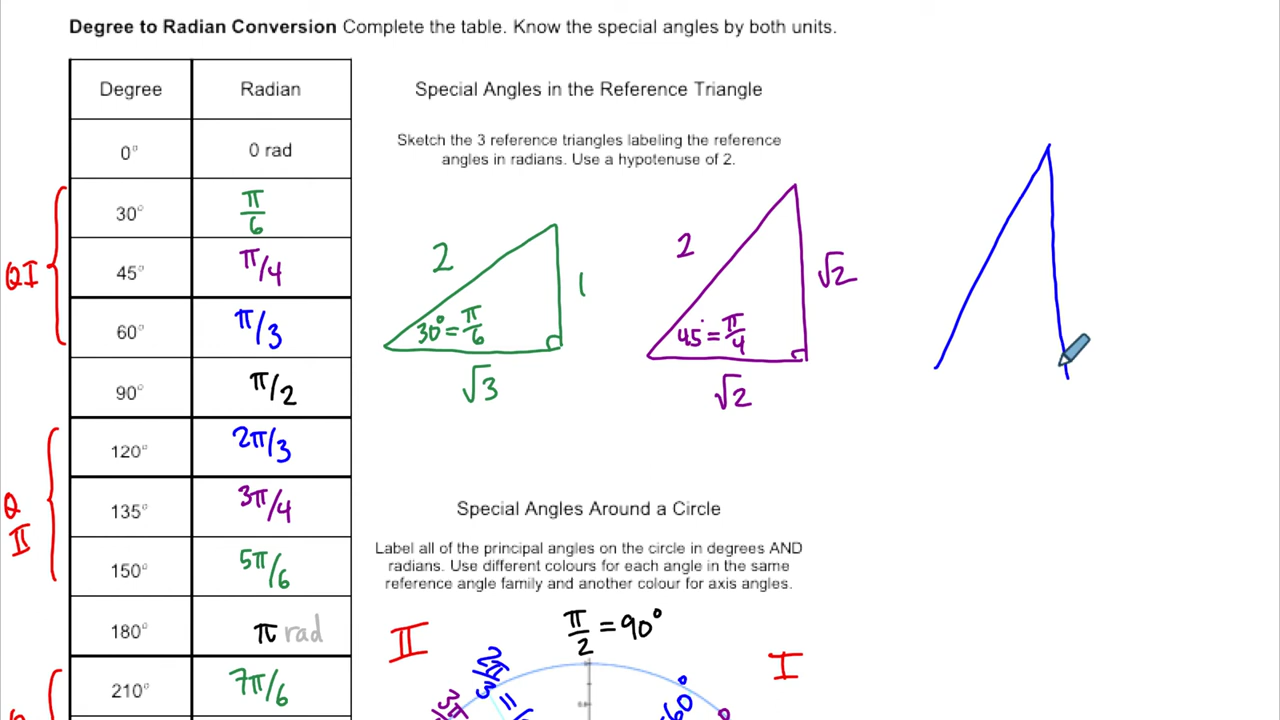 Degree to Radian Conversion Complete the table. Know the special angles by both units.
Degree Radian
0° 0 rad
30° π/6
45° π/4
60° π/3
90° π/2
120° 2π/3
135° 3π/4
150° 5π/6
180° π rad
210° 7π/6
QI
Q II
Special Angles in the Reference Triangle
Sketch the 3 reference triangles labeling the reference
angles in radians. Use a hypotenuse of 2.
2
1
30° = π/6
√3
2
√2
45° = π/4
√2
Special Angles Around a Circle
Label all of the principal angles on the circle in degrees AND
radians. Use different colours for each angle in the same
reference angle family and another colour for axis angles.
π/2 = 90°
II
I
2π/3 =
60°